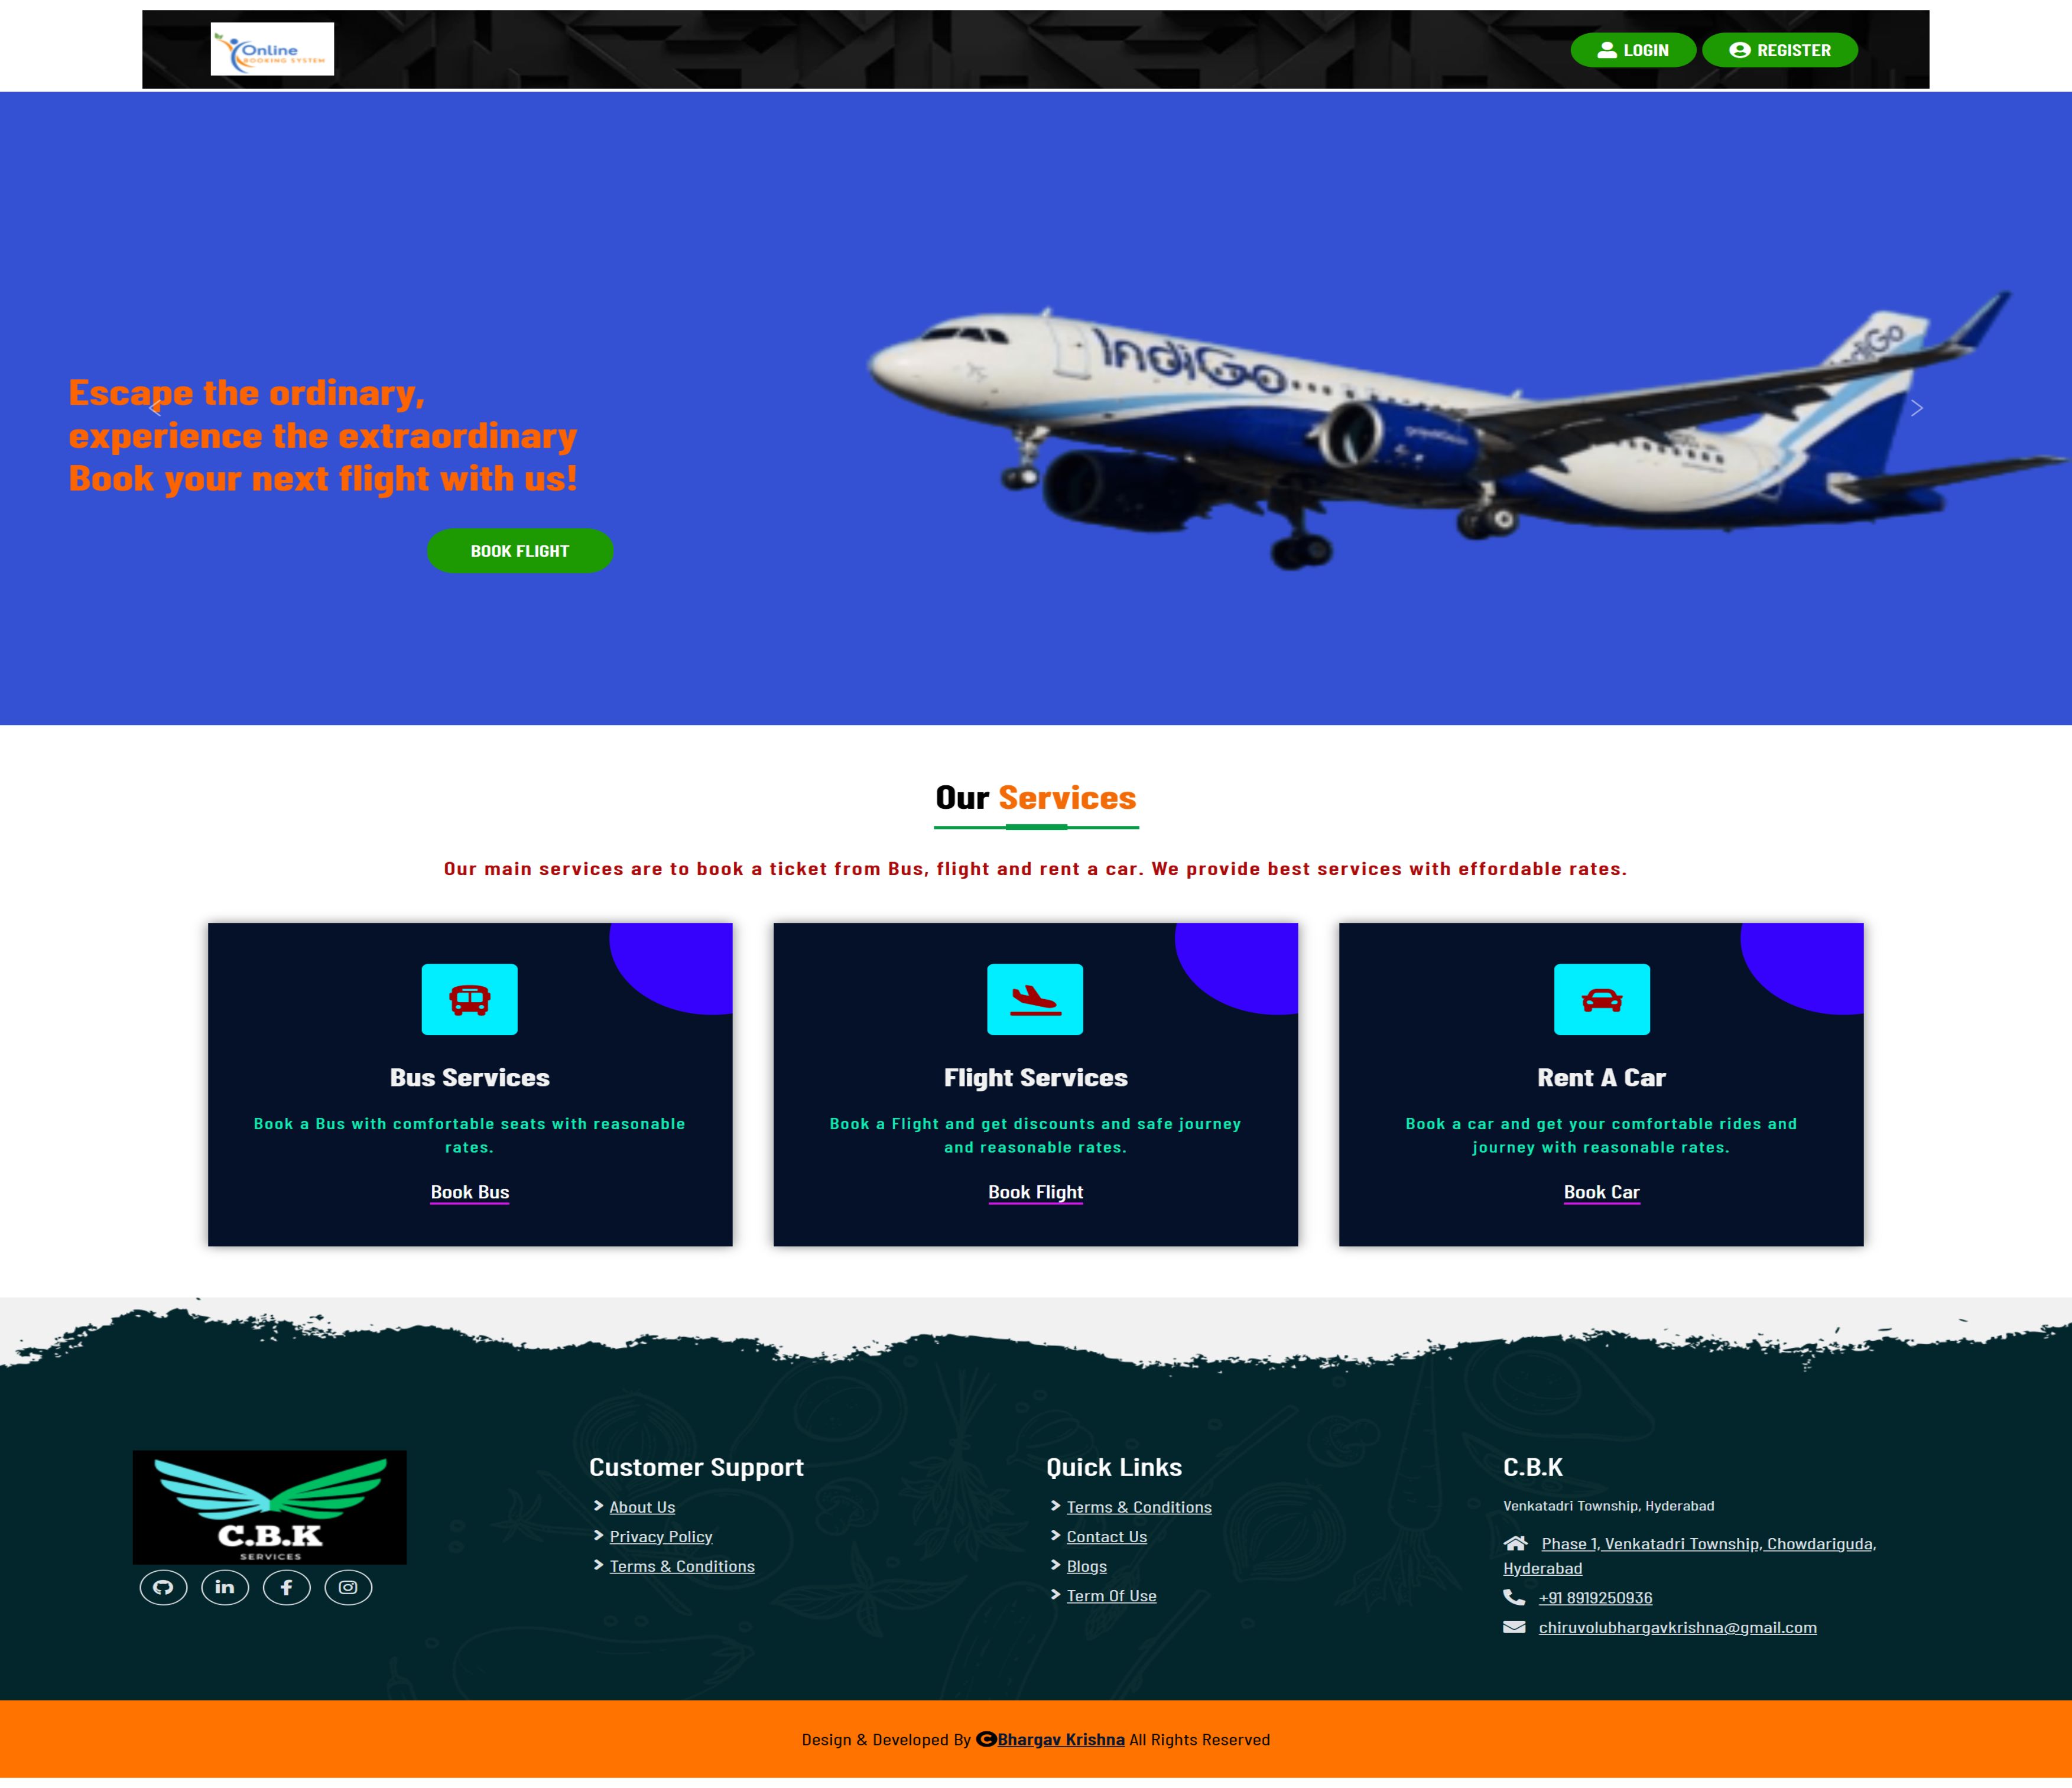 Online
BOOKING SYSTEM
LOGIN
REGISTER
IndiGo
IndiGo
Escape the ordinary,
experience the extraordinary
Book your next flight with us!
BOOK FLIGHT
Our Services
Our main services are to book a ticket from Bus, flight and rent a car. We provide best services with effordable rates.
Bus Services
Book a Bus with comfortable seats with reasonable
rates.
Book Bus
Flight Services
Book a Flight and get discounts and safe journey
and reasonable rates.
Book Flight
Rent A Car
Book a car and get your comfortable rides and
journey with reasonable rates.
Book Car
C.B.K
SERVICES
Customer Support
About Us
Privacy Policy
Terms & Conditions
Quick Links
Terms & Conditions
Contact Us
Blogs
Term Of Use
C.B.K
Venkatadri Township, Hyderabad
Phase 1, Venkatadri Township, Chowdariguda,
Hyderabad
+91 8919250936
chiruvolubhargavkrishna@gmail.com
Design & Developed By ©Bhargav Krishna All Rights Reserved